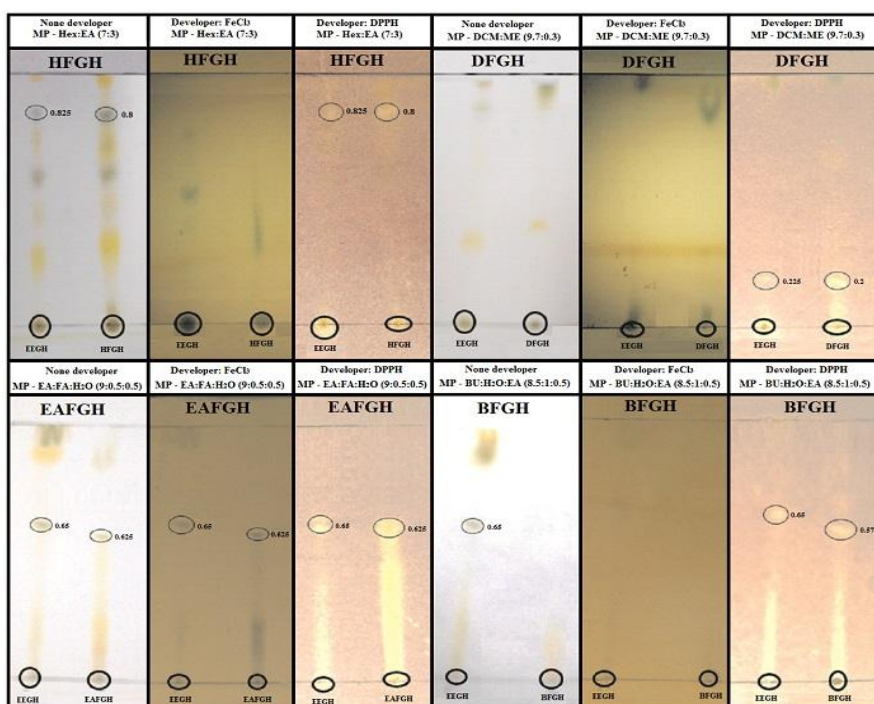 None developer
MP - Hex:EA (7:3)
Developer: FeCl₃
MP - Hex:EA (7:3)
Developer: DPPH
MP - Hex:EA (7:3)
None developer
MP - DCM:ME (9.7:0.3)
Developer: FeCl₃
MP - DCM:ME (9.7:0.3)
Developer: DPPH
MP - DCM:ME (9.7:0.3)
HFGH
HFGH
HFGH
DFGH
DFGH
DFGH
0.825
0.8
0.825
0.8
0.225
0.2
EEGH
HFGH
EEGH
HFGH
EEGH
HFGH
EEGH
DFGH
EEGH
DFGH
EEGH
DFGH
None developer
MP - EA:FA:H2O (9:0.5:0.5)
Developer: FeCl₃
MP - EA:FA:H2O (9:0.5:0.5)
Developer: DPPH
MP - EA:FA:H2O (9:0.5:0.5)
None developer
MP - BU:H2O:EA (8.5:1:0.5)
Developer: FeCl₃
MP - BU:H2O:EA (8.5:1:0.5)
Developer: DPPH
MP - BU:H2O:EA (8.5:1:0.5)
EAFGH
EAFGH
EAFGH
BFGH
BFGH
BFGH
0.65
0.625
0.65
0.625
0.65
0.625
0.65
0.65
0.57
EEGH
EAFGH
EEGH
EAFGH
EEGH
EAFGH
EEGH
BFGH
EEGH
BFGH
EEGH
BFGH